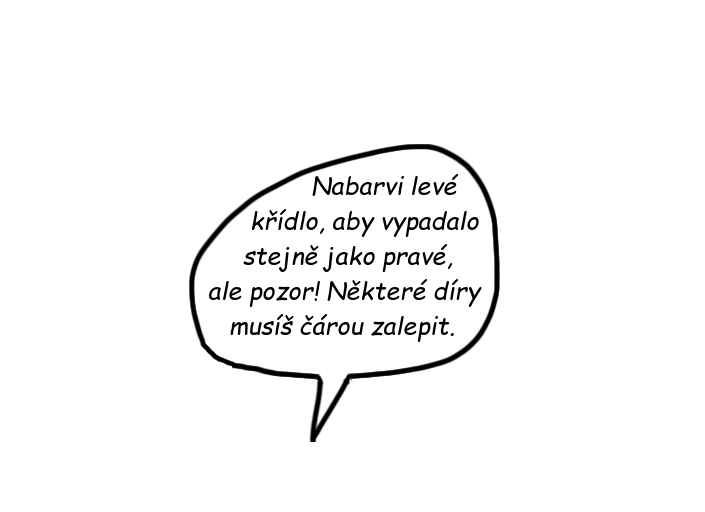 Nabarvi levé
křídlo, aby vypadalo
stejně jako pravé,
ale pozor! Některé díry
musíš čárou zalepit.